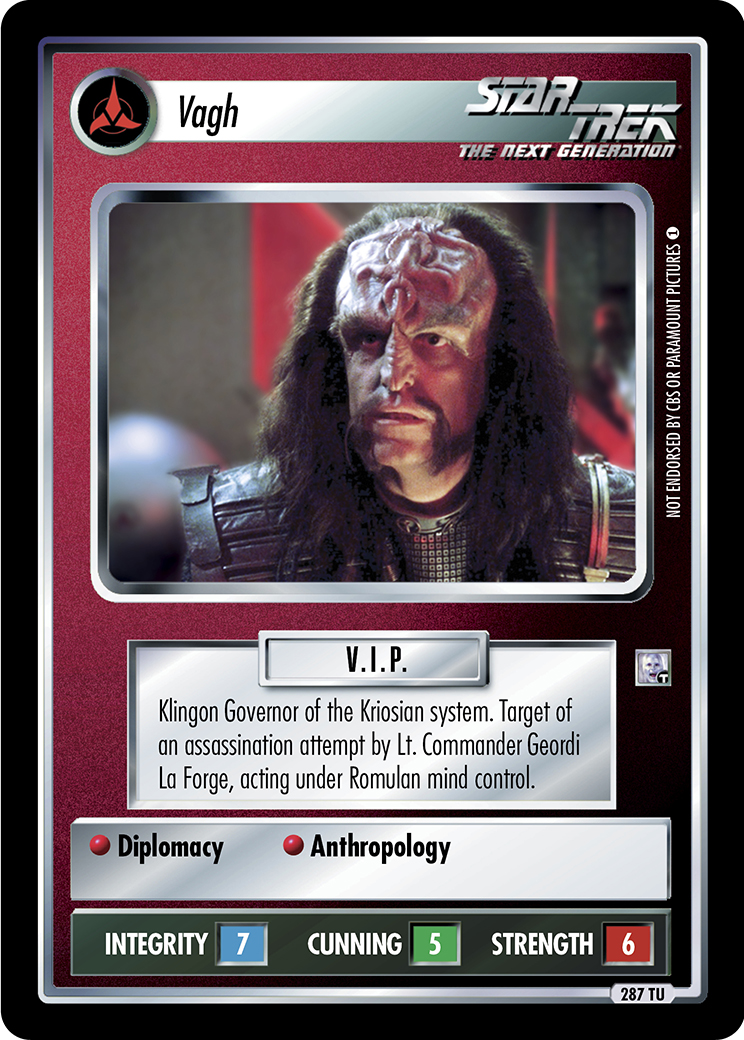 Vagh
STAR TREK
THE NEXT GENERATION
NOT ENDORSED BY CBS OR PARAMOUNT PICTURES 1
V.I.P.
Klingon Governor of the Kriosian system. Target of
an assassination attempt by Lt. Commander Geordi
La Forge, acting under Romulan mind control.
T
Diplomacy Anthropology
INTEGRITY 7 CUNNING 5 STRENGTH 6
287 TU